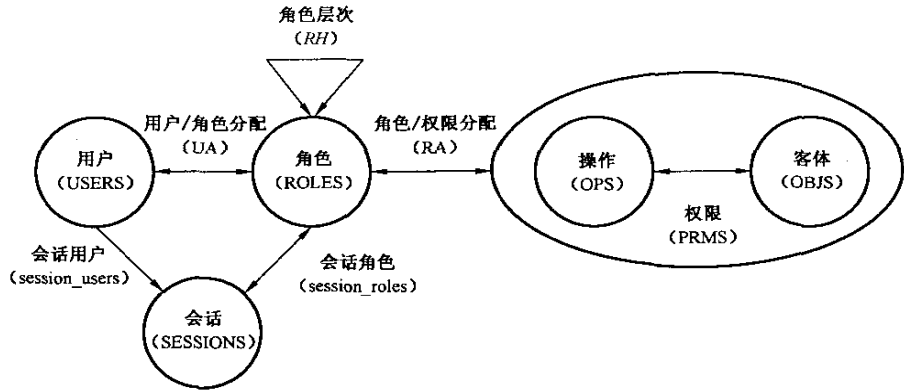 角色层次
（RH）
用户/角色分配
（UA）
角色/权限分配
（RA）
用户
（USERS）
角色
（ROLES）
操作
（OPS）
客体
（OBJS）
权限
（PRMS）
会话用户
（session_users）
会话角色
（session_roles）
会话
（SESSIONS）